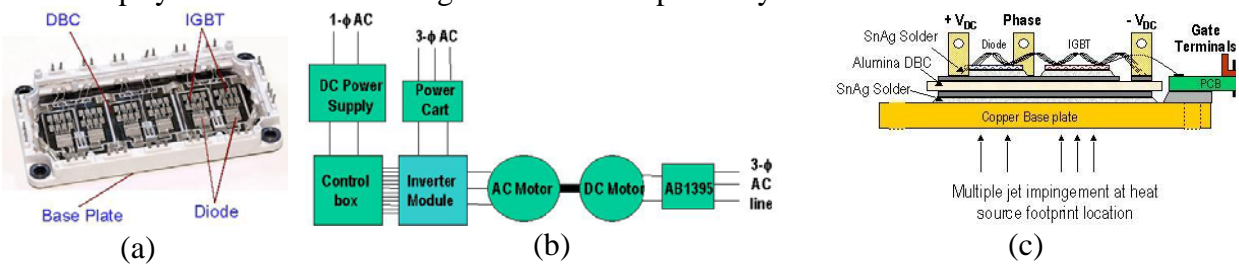 DBC
IGBT
Base Plate
Diode
(a)
1-ϕ AC
3-ϕ AC
DC Power
Supply
Power
Cart
Control
box
Inverter
Module
AC Motor
DC Motor
AB1395
3-ϕ
AC
line
(b)
+ VDC
Phase
- VDC
Gate
Terminals
SnAg Solder
Diode
IGBT
Alumina DBC
SnAg Solder
PCB
Copper Base plate
Multiple jet impingement at heat
source footprint location
(c)